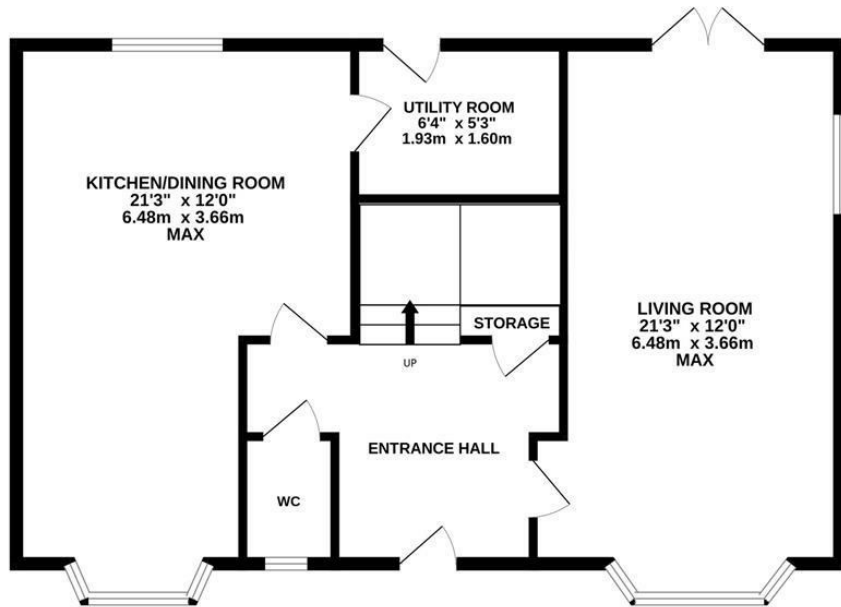 UTILITY ROOM
6'4" x 5'3"
1.93m x 1.60m
KITCHEN/DINING ROOM
21'3" x 12'0"
6.48m x 3.66m
MAX
LIVING ROOM
21'3" x 12'0"
6.48m x 3.66m
MAX
STORAGE
UP
ENTRANCE HALL
WC